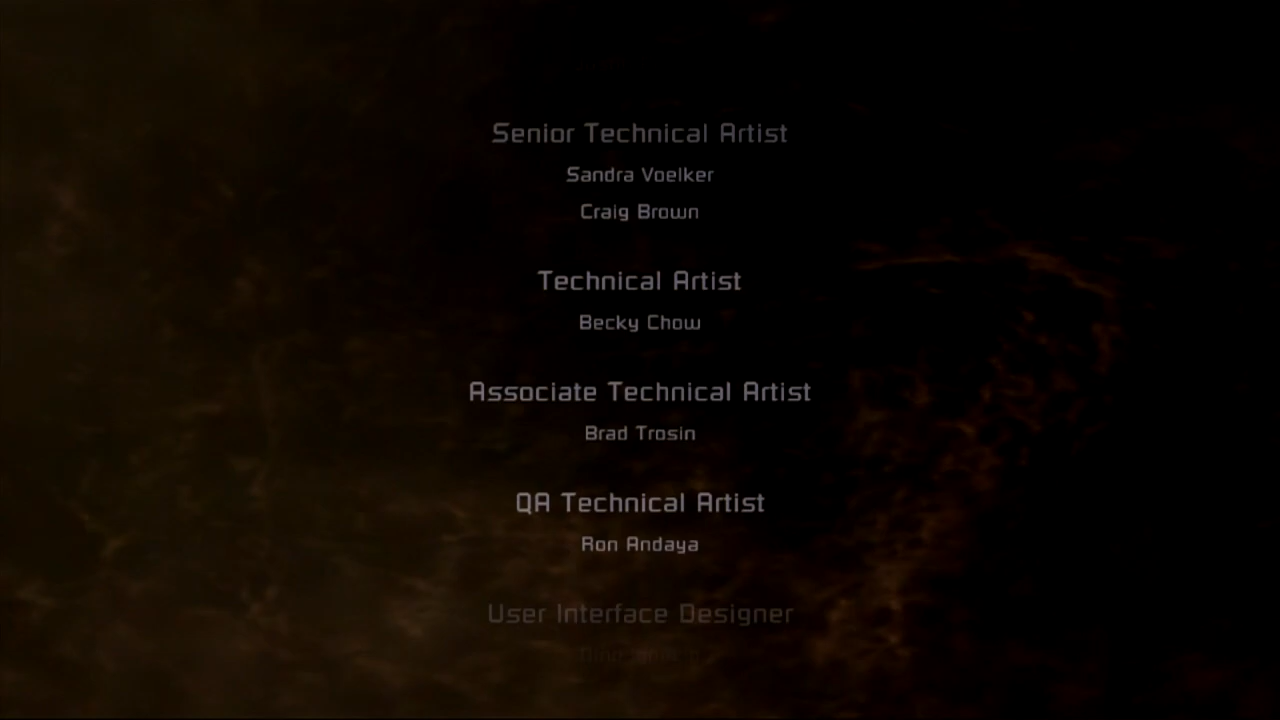 Senior Technical Artist
Sandra Voelker
Craig Brown
Technical Artist
Becky Chow
Associate Technical Artist
Brad Trosin
QA Technical Artist
Ron Andaya
User Interface Designer